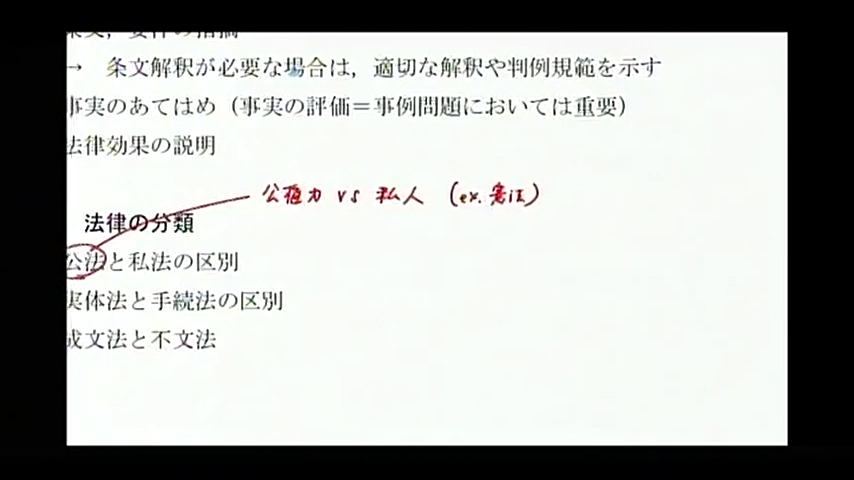 → 条文解釈が必要な場合は，適切な解釈や判例規範を示す
事実のあてはめ（事実の評価＝事例問題においては重要）
法律効果の説明
公権力 vs 私人 (ex. 憲法)
法律の分類
公法と私法の区別
実体法と手続法の区別
成文法と不文法